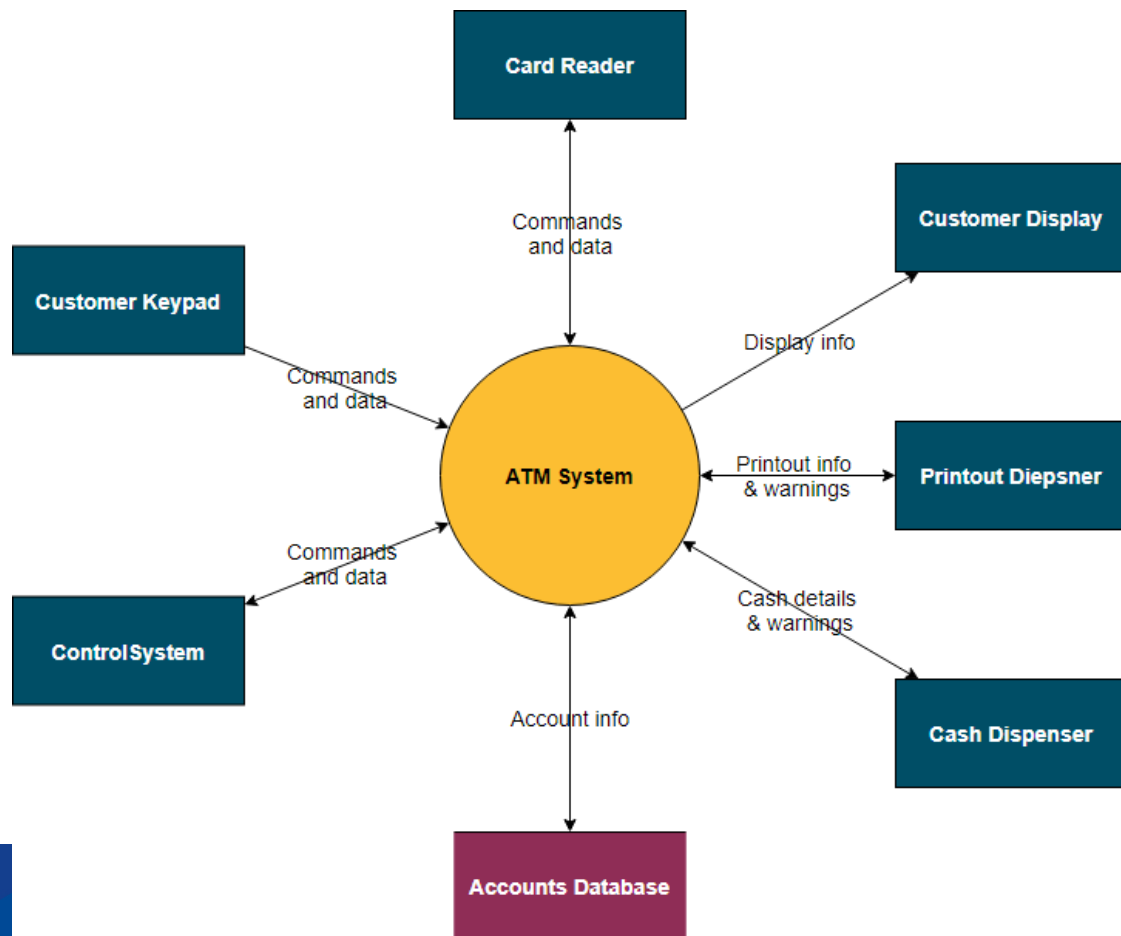 Card Reader
Customer Display
Commands
and data
Customer Keypad
Display info
Commands
and data
Printout info
& warnings
ATM System
Printout Diepsner
Commands
and data
Cash details
& warnings
ControlSystem
Account info
Cash Dispenser
Accounts Database